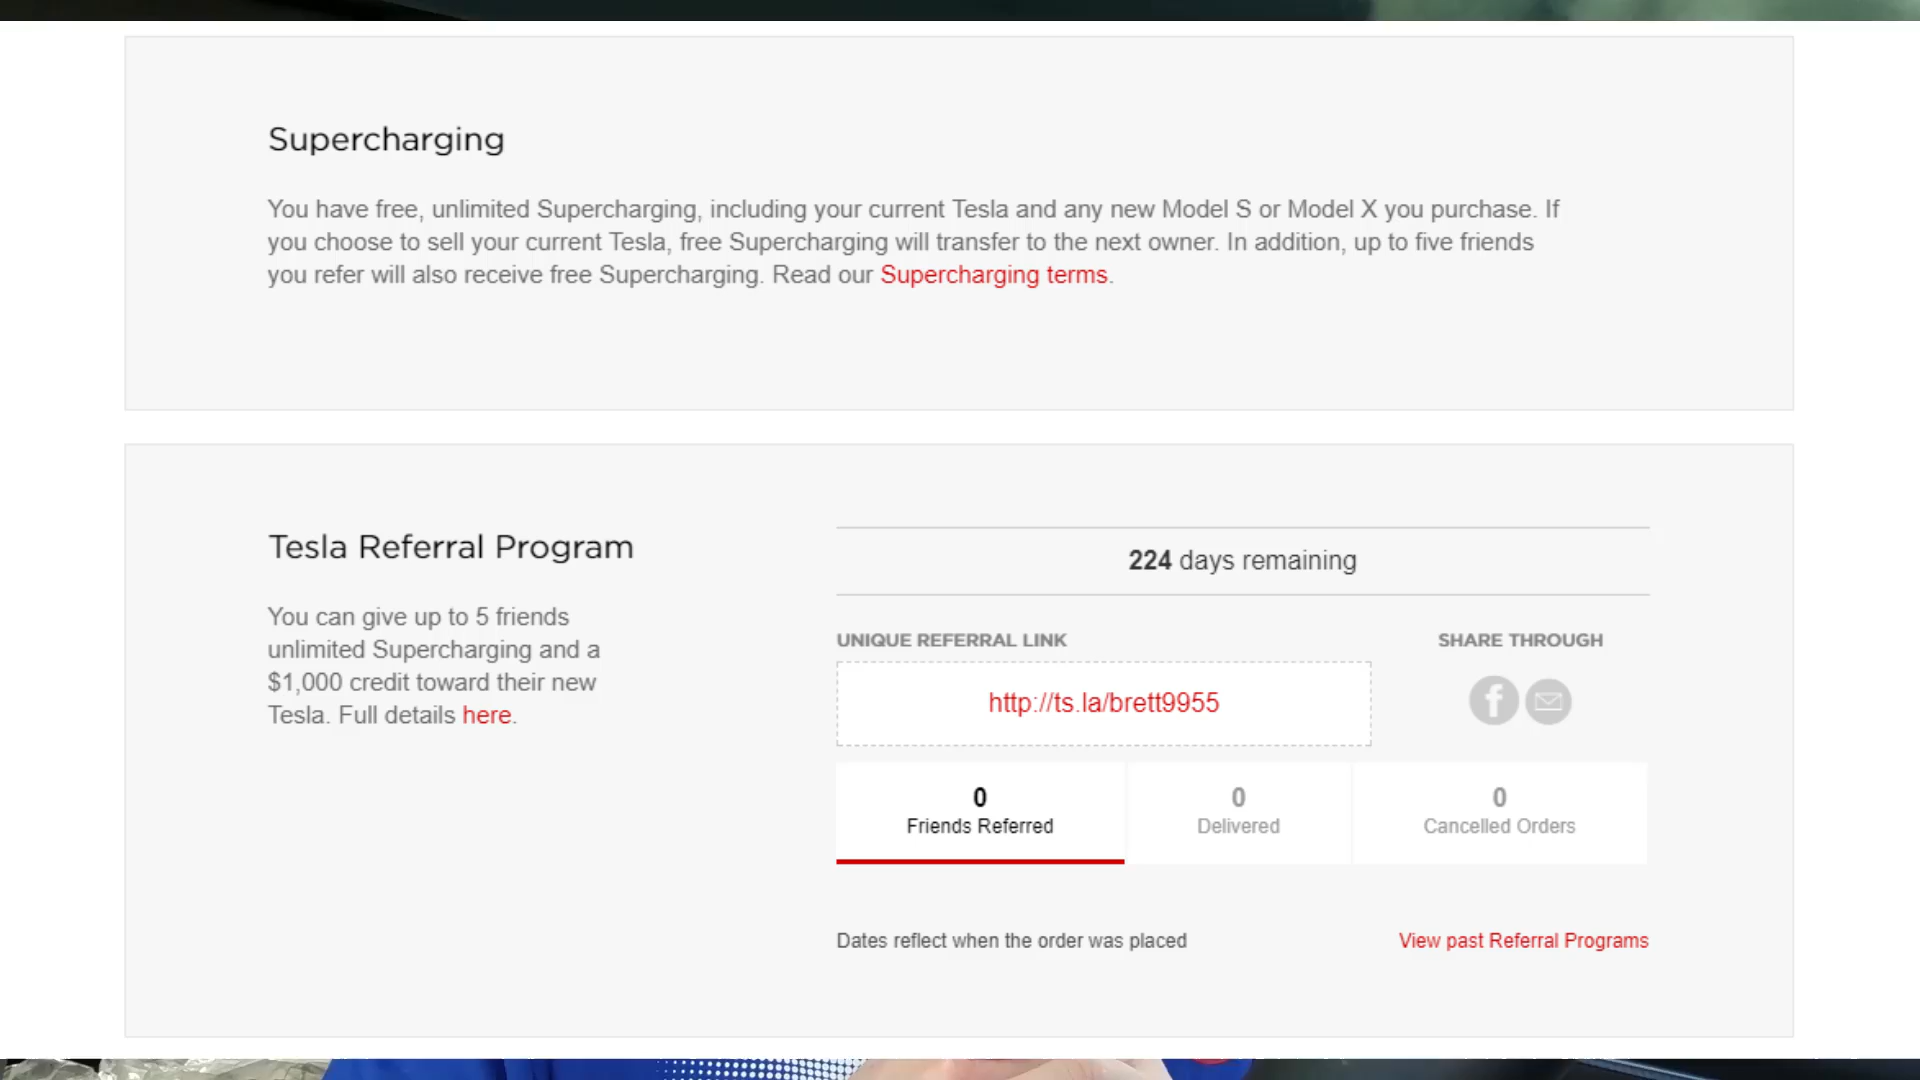 Supercharging
You have free, unlimited Supercharging, including your current Tesla and any new Model S or Model X you purchase. If
you choose to sell your current Tesla, free Supercharging will transfer to the next owner. In addition, up to five friends
you refer will also receive free Supercharging. Read our Supercharging terms.
Tesla Referral Program
You can give up to 5 friends
unlimited Supercharging and a
$1,000 credit toward their new
Tesla. Full details here.
224 days remaining
UNIQUE REFERRAL LINK
SHARE THROUGH
http://ts.la/brett9955
0
Friends Referred
0
Delivered
0
Cancelled Orders
Dates reflect when the order was placed
View past Referral Programs